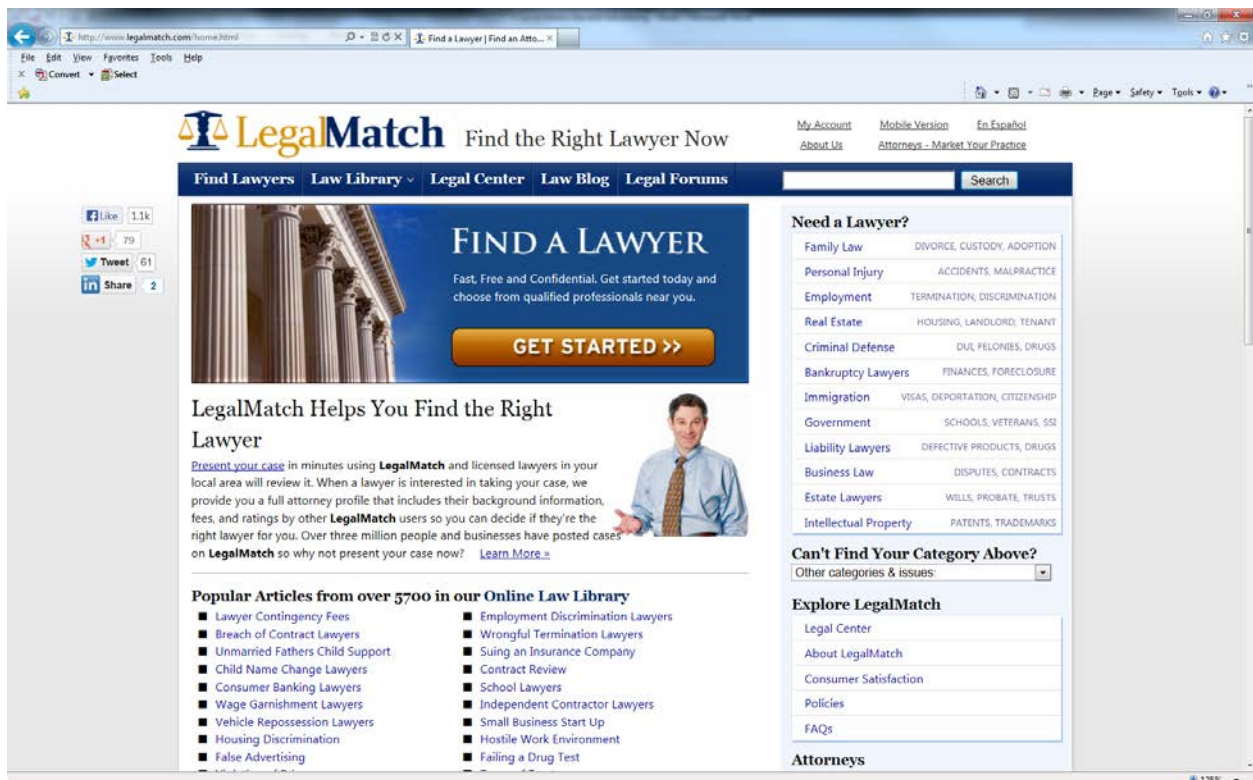 http://www.legalmatch.com/home.html
Find a Lawyer | Find an Atto...
File Edit View Favorites Tools Help
Convert Select
Page Safety Tools
LegalMatch Find the Right Lawyer Now
My Account Mobile Version En Español
About Us Attorneys - Market Your Practice
Find Lawyers Law Library Legal Center Law Blog Legal Forums Search
Like 1.1k
+1 79
Tweet 61
in Share 2
FIND A LAWYER
Fast, Free and Confidential. Get started today and
choose from qualified professionals near you.
GET STARTED >>
LegalMatch Helps You Find the Right
Lawyer
Present your case in minutes using LegalMatch and licensed lawyers in your
local area will review it. When a lawyer is interested in taking your case, we
provide you a full attorney profile that includes their background information,
fees, and ratings by other LegalMatch users so you can decide if they're the
right lawyer for you. Over three million people and businesses have posted cases
on LegalMatch so why not present your case now? Learn More »
Popular Articles from over 5700 in our Online Law Library
Lawyer Contingency Fees
Breach of Contract Lawyers
Unmarried Fathers Child Support
Child Name Change Lawyers
Consumer Banking Lawyers
Wage Garnishment Lawyers
Vehicle Repossession Lawyers
Housing Discrimination
False Advertising
Employment Discrimination Lawyers
Wrongful Termination Lawyers
Suing an Insurance Company
Contract Review
School Lawyers
Independent Contractor Lawyers
Small Business Start Up
Hostile Work Environment
Failing a Drug Test
Need a Lawyer?
Family Law DIVORCE, CUSTODY, ADOPTION
Personal Injury ACCIDENTS, MALPRACTICE
Employment TERMINATION, DISCRIMINATION
Real Estate HOUSING, LANDLORD, TENANT
Criminal Defense DUI, FELONIES, DRUGS
Bankruptcy Lawyers FINANCES, FORECLOSURE
Immigration VISAS, DEPORTATION, CITIZENSHIP
Government SCHOOLS, VETERANS, SSI
Liability Lawyers DEFECTIVE PRODUCTS, DRUGS
Business Law DISPUTES, CONTRACTS
Estate Lawyers WILLS, PROBATE, TRUSTS
Intellectual Property PATENTS, TRADEMARKS
Can't Find Your Category Above?
Other categories & issues:
Explore LegalMatch
Legal Center
About LegalMatch
Consumer Satisfaction
Policies
FAQs
Attorneys